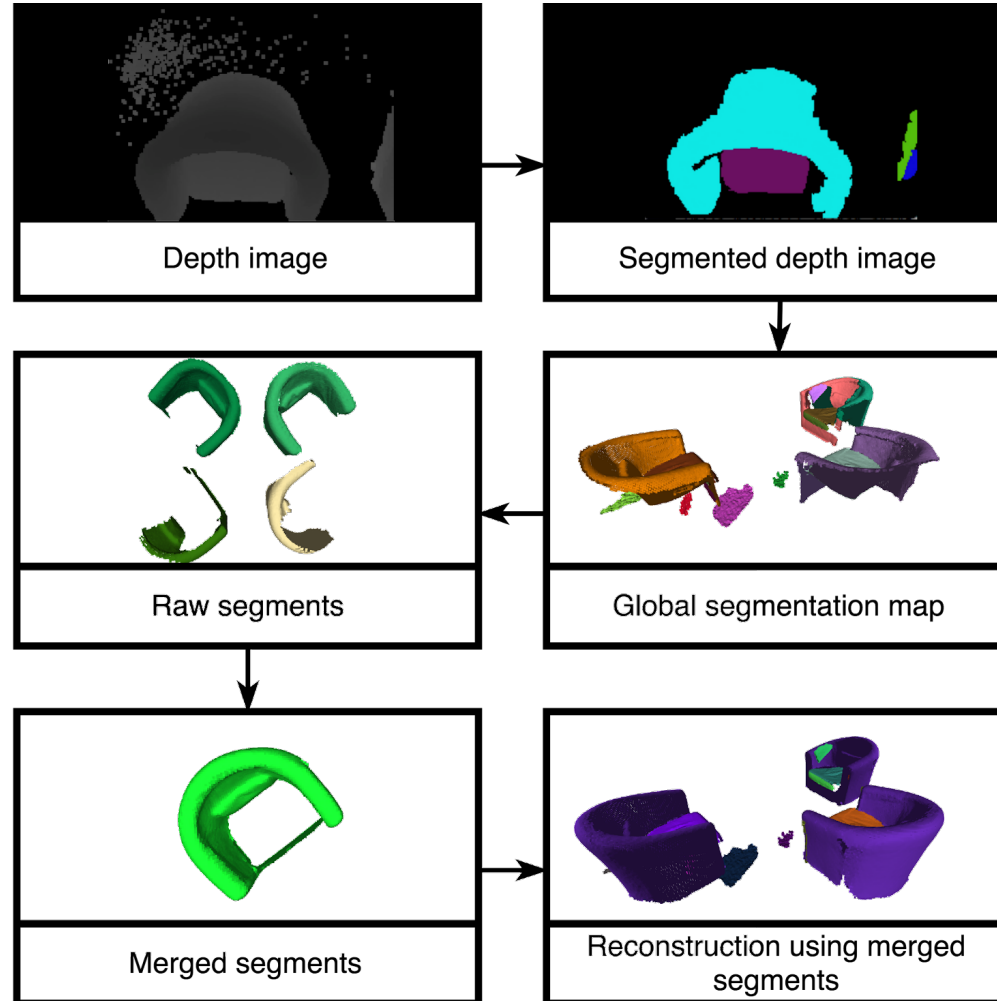 Depth image
Segmented depth image
Raw segments
Global segmentation map
Merged segments
Reconstruction using merged
segments